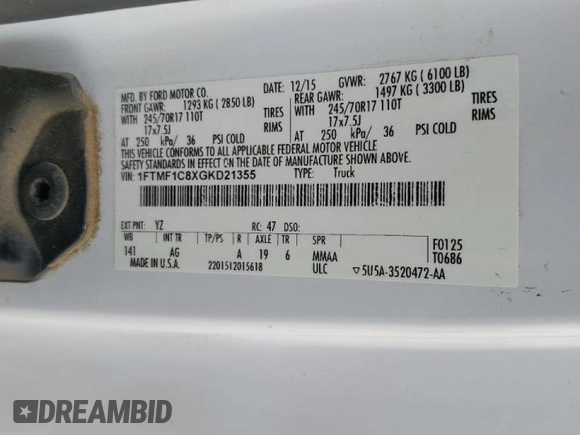 MFD. BY FORD MOTOR CO.
12/15 GVWR: 2767 KG ( 6100 LB)
FRONT GAWR: 1293 KG ( 2850 LB) REAR GAWR: 1497 KG ( 3300 LB)
WITH 245/70R17 110T TIRES WITH 245/70R17 110T TIRES
17x7.5J RIMS 17x7.5J RIMS
AT 250 kPa/ 36 PSI COLD AT 250 kPa/ 36 PSI COLD
THIS VEHICLE CONFORMS TO ALL APPLICABLE FEDERAL MOTOR VEHICLE
SAFETY STANDARDS IN EFFECT ON THE DATE OF MANUFACTURE SHOWN ABOVE.
VIN: 1FTMF1C8XGKD21355 TYPE: Truck
EXT PNT: YZ RC: 47 DSO: F0125
WB INT TR TP/PS R AXLE TR SPR T0686
141 AG A 19 6 MMAA
MADE IN U.S.A. 2201512015618 ULC ▽5U5A-3520472-AA
DREAMBID